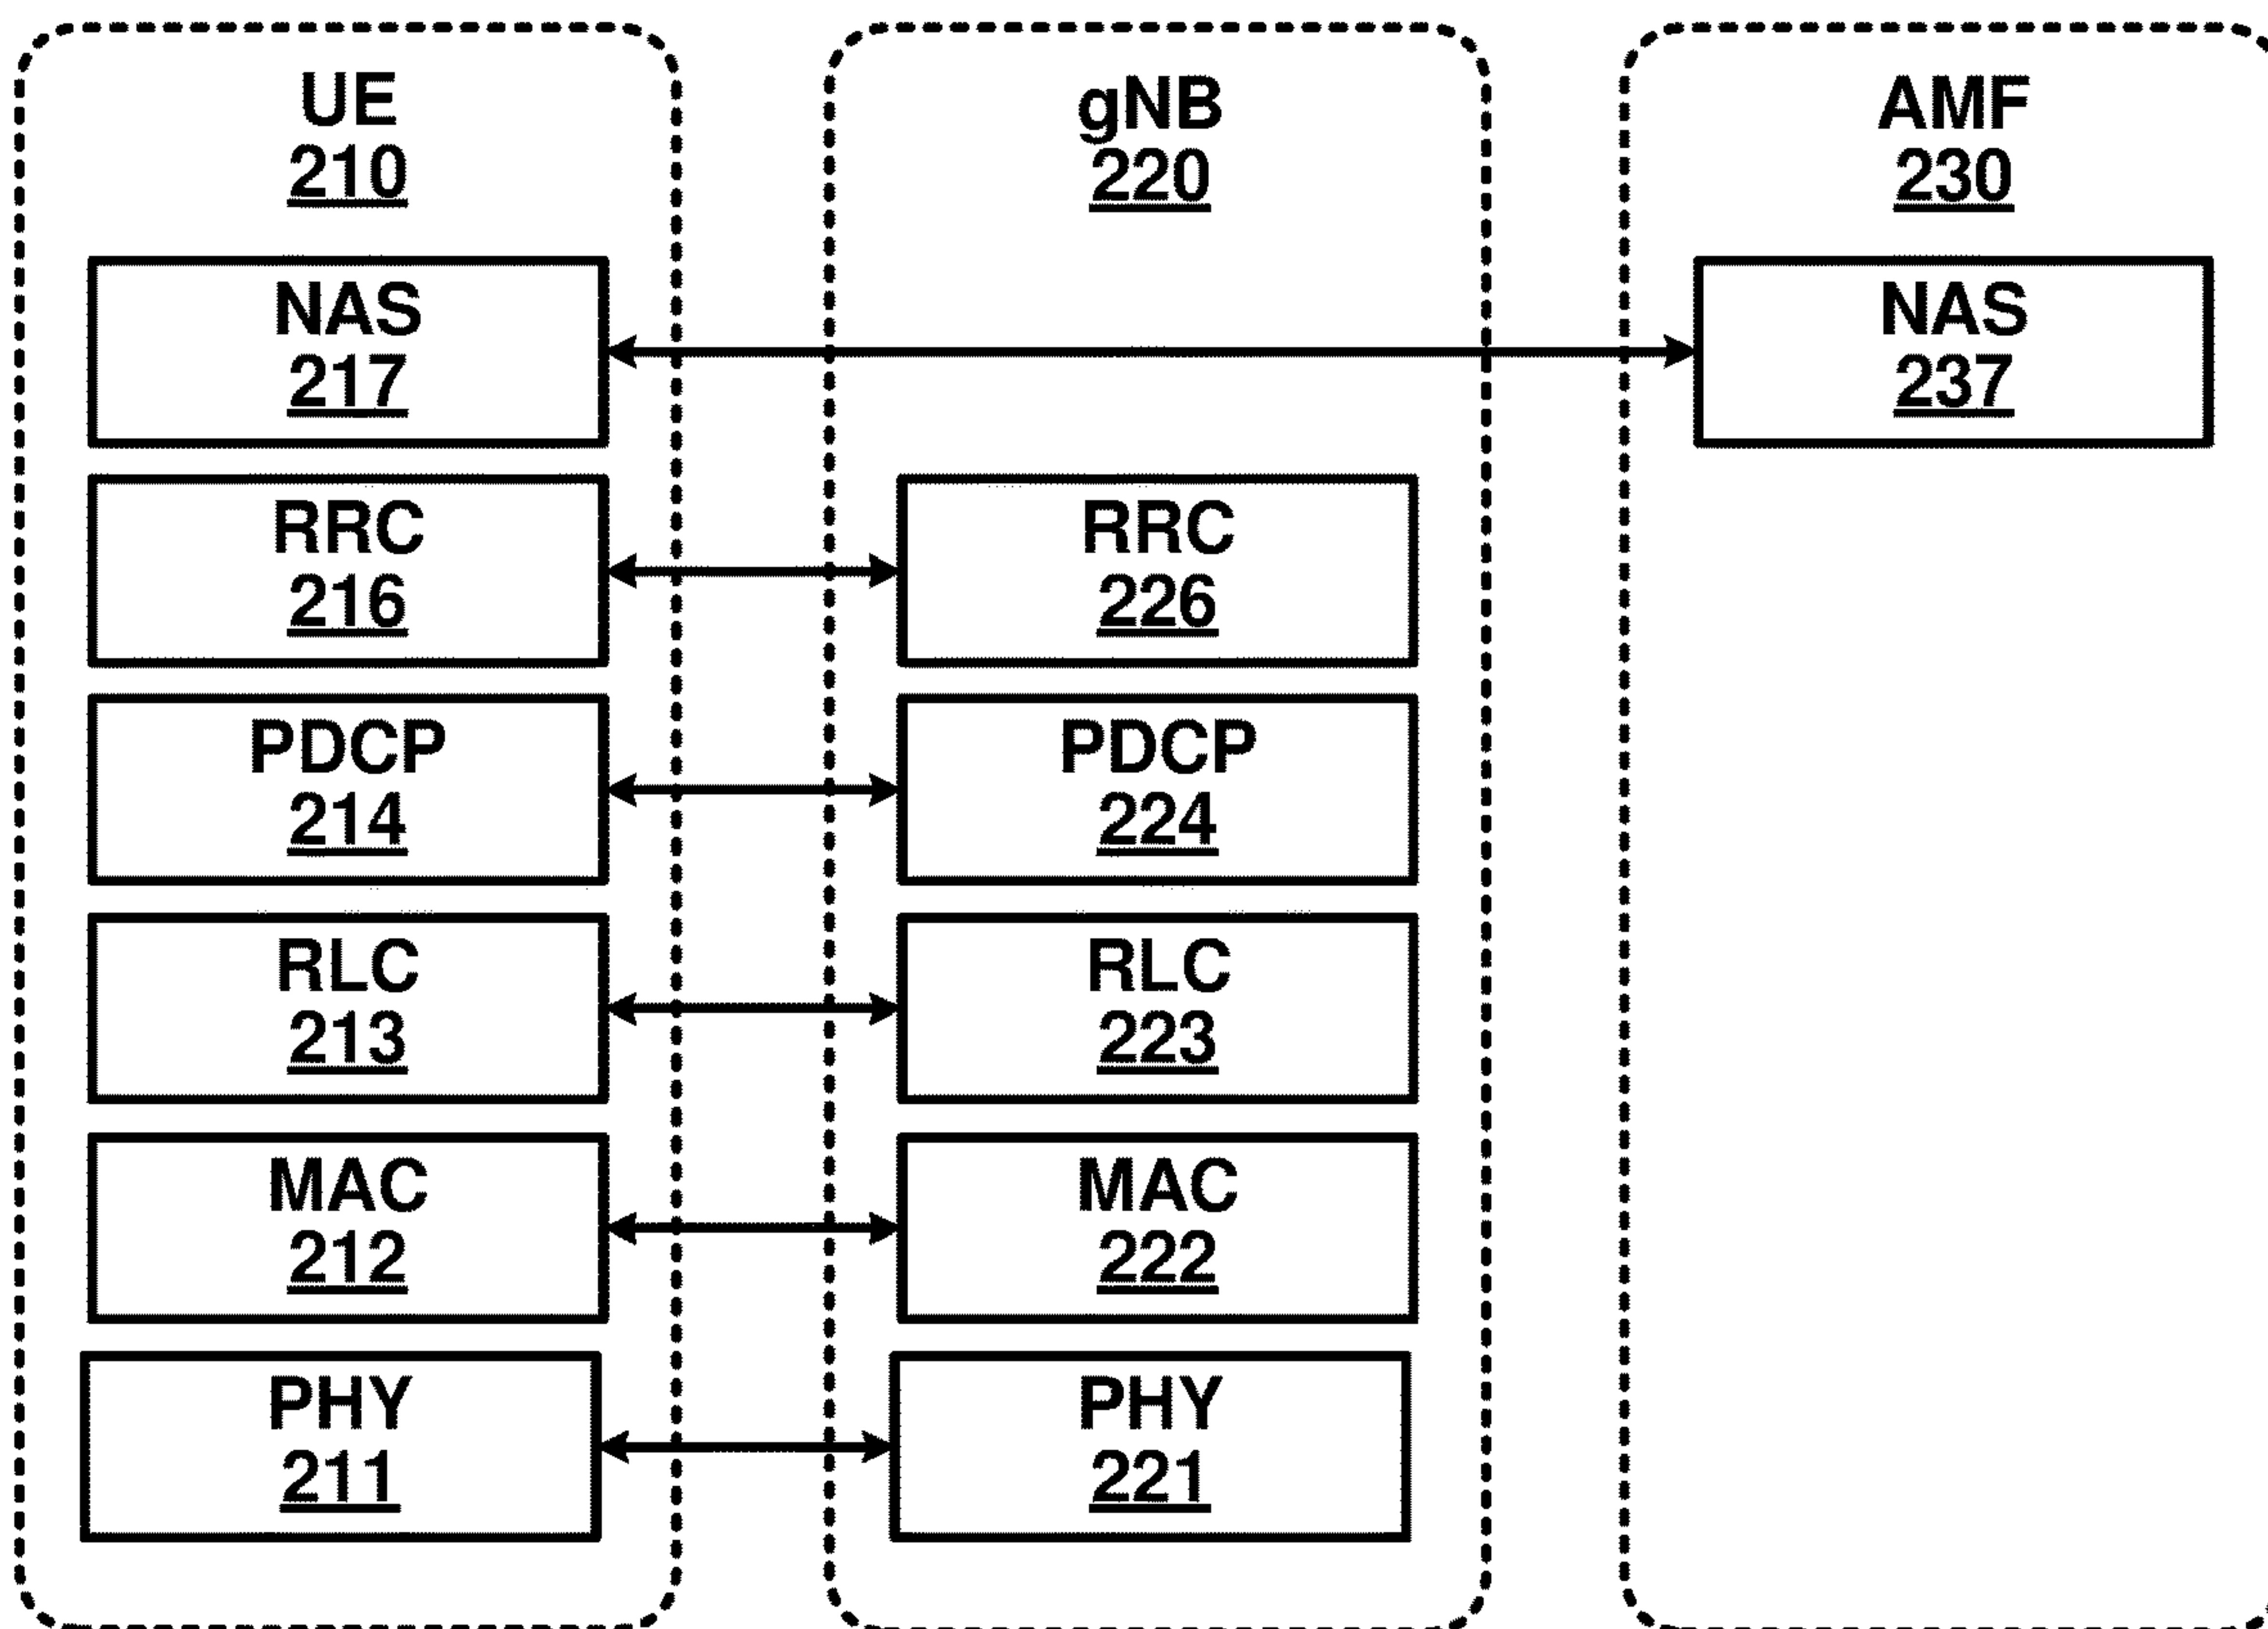 UE
210
NAS
217
RRC
216
PDCP
214
RLC
213
MAC
212
PHY
211
gNB
220
RRC
226
PDCP
224
RLC
223
MAC
222
PHY
221
AMF
230
NAS
237